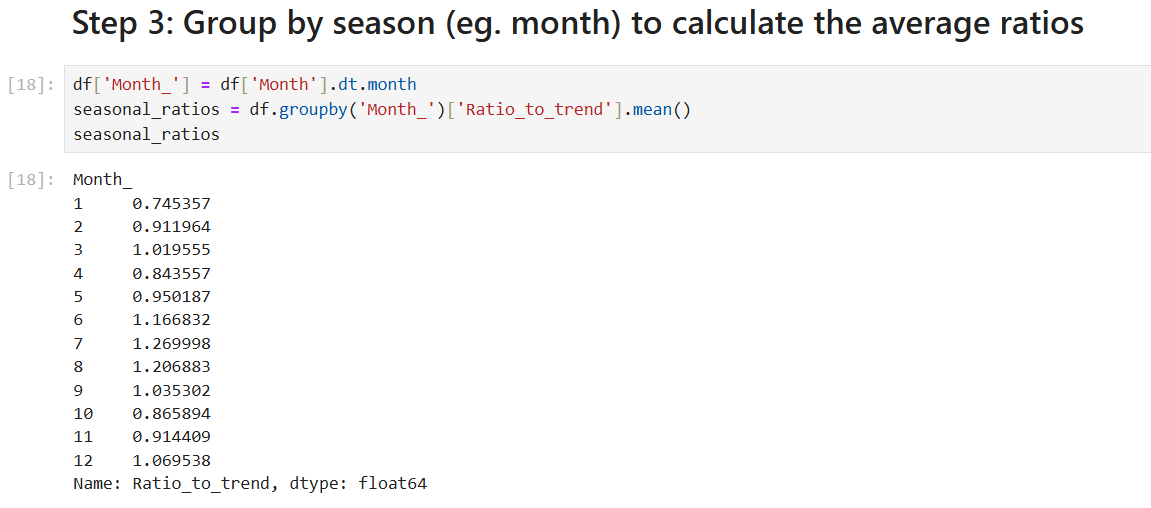 Step 3: Group by season (eg. month) to calculate the average ratios
[18]: df['Month_'] = df['Month'].dt.month
seasonal_ratios = df.groupby('Month_')['Ratio_to_trend'].mean()
seasonal_ratios
[18]: Month_
1 0.745357
2 0.911964
3 1.019555
4 0.843557
5 0.950187
6 1.166832
7 1.269998
8 1.206883
9 1.035302
10 0.865894
11 0.914409
12 1.069538
Name: Ratio_to_trend, dtype: float64